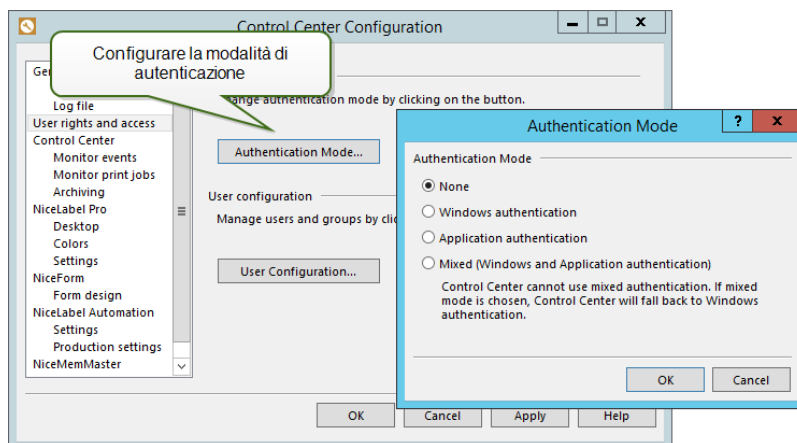 Control Center Configuration
Configurare la modalità di
autenticazione
Log file
User rights and access
Control Center
Monitor events
Monitor print jobs
Archiving
NiceLabel Pro
Desktop
Colors
Settings
NiceForm
Form design
NiceLabel Automation
Settings
Production settings
NiceMemMaster
authentication mode by clicking on the button.
Authentication Mode...
User configuration
Manage users and groups by
User Configuration...
OK
Cancel
Apply
Help
Authentication Mode
?
x
Authentication Mode
None
Windows authentication
Application authentication
Mixed (Windows and Application authentication)
Control Center cannot use mixed authentication. If mixed
mode is chosen, Control Center will fall back to Windows
authentication.
OK
Cancel